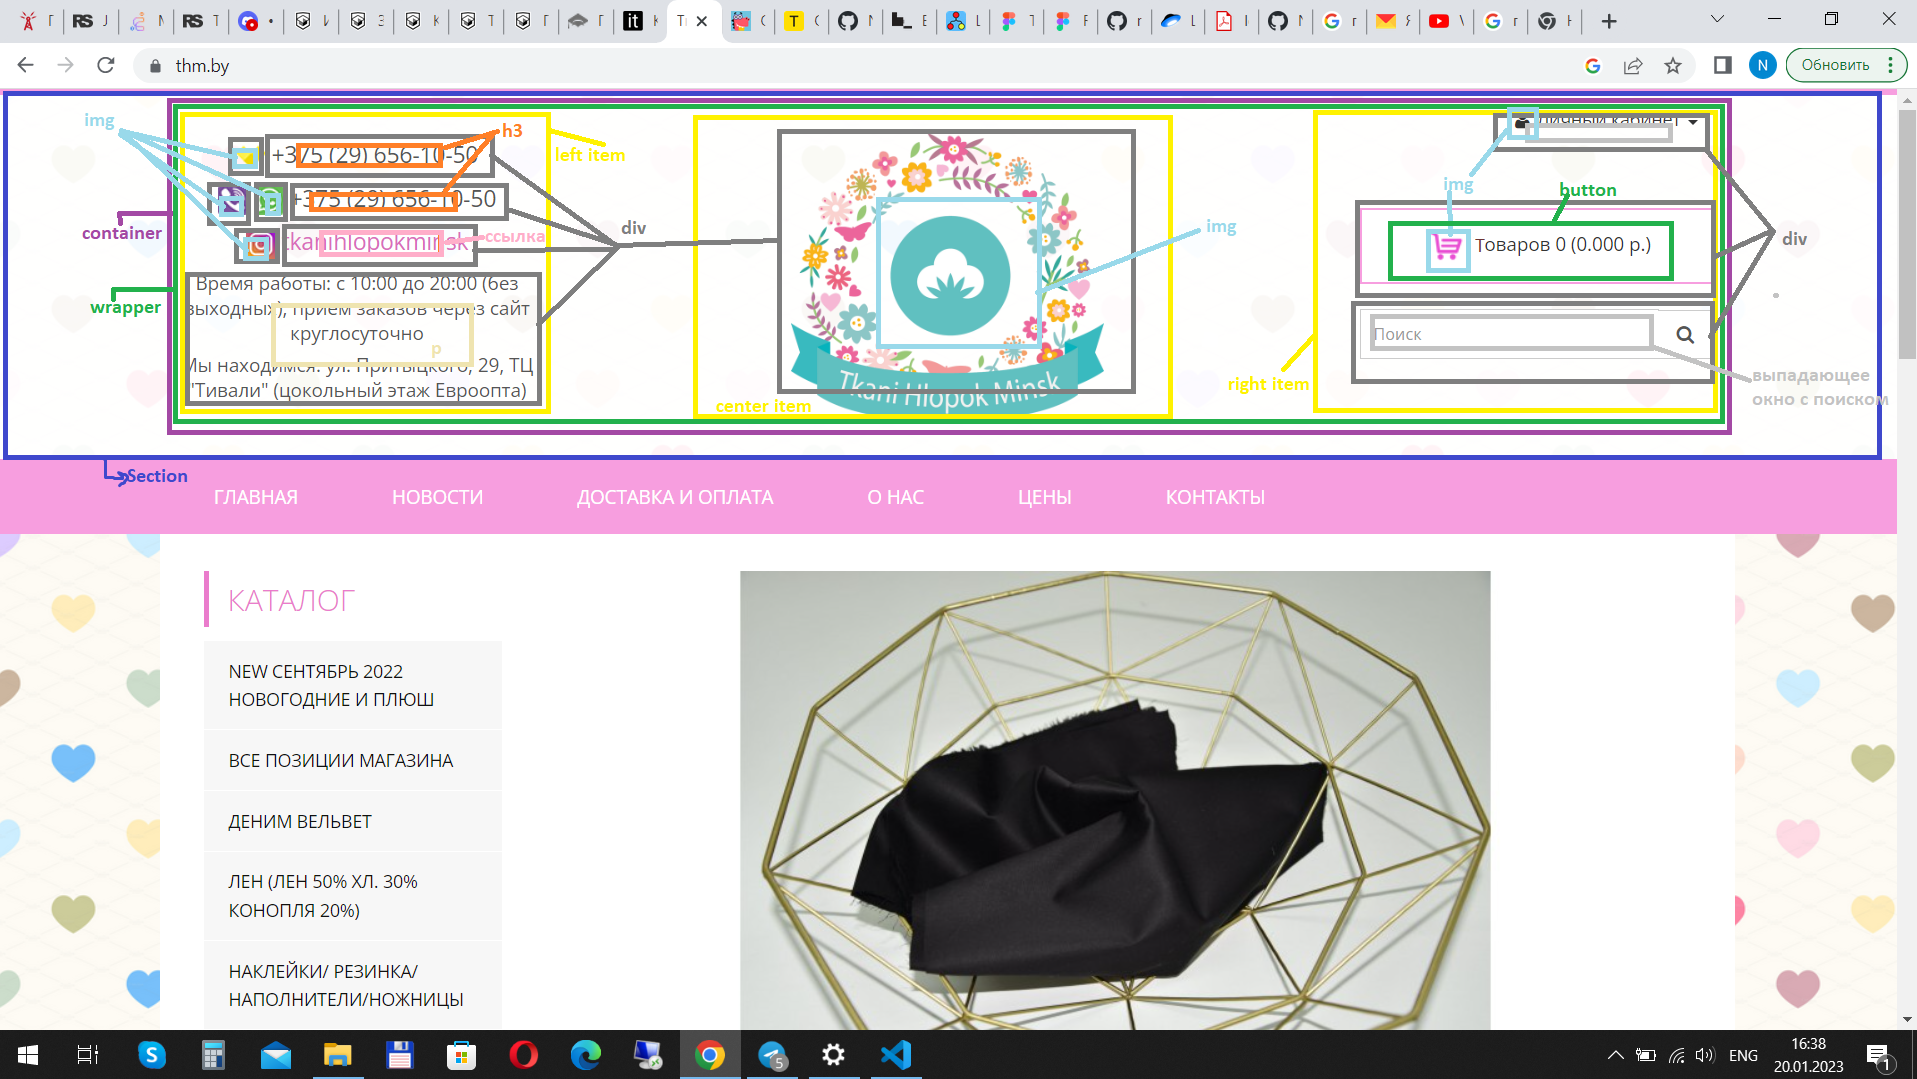 thm.by
Обновить
N
img
h3
left item
+375 (29) 656-10-50
+375 (29) 656-10-50
tkanihlopokminsk
ссылка
container
wrapper
div
Время работы: с 10:00 до 20:00 (без
выходных), прием заказов через сайт
круглосуточно
p
Мы находимся: ул. Притыцкого, 29, ТЦ
"Тивали" (цокольный этаж Евроопта)
Tkani Hlopok Minsk
center item
img
Личный кабинет
img
button
Товаров 0 (0.000 р.)
div
Поиск
right item
выпадающее
окно с поиском
Section
ГЛАВНАЯ
НОВОСТИ
ДОСТАВКА И ОПЛАТА
О НАС
ЦЕНЫ
КОНТАКТЫ
КАТАЛОГ
NEW СЕНТЯБРЬ 2022
НОВОГОДНИЕ И ПЛЮШ
ВСЕ ПОЗИЦИИ МАГАЗИНА
ДЕНИМ ВЕЛЬВЕТ
ЛЕН (ЛЕН 50% ХЛ. 30%
КОНОПЛЯ 20%)
НАКЛЕЙКИ/ РЕЗИНКА/
НАПОЛНИТЕЛИ/НОЖНИЦЫ
5
ENG
16:38
20.01.2023
1